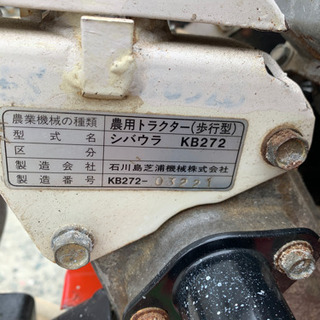 農業機械の種類 農用トラクター(歩行型)
型式名 シバウラ KB272
区分
製造会社 石川島芝浦機械株式会社
製造番号 KB272-